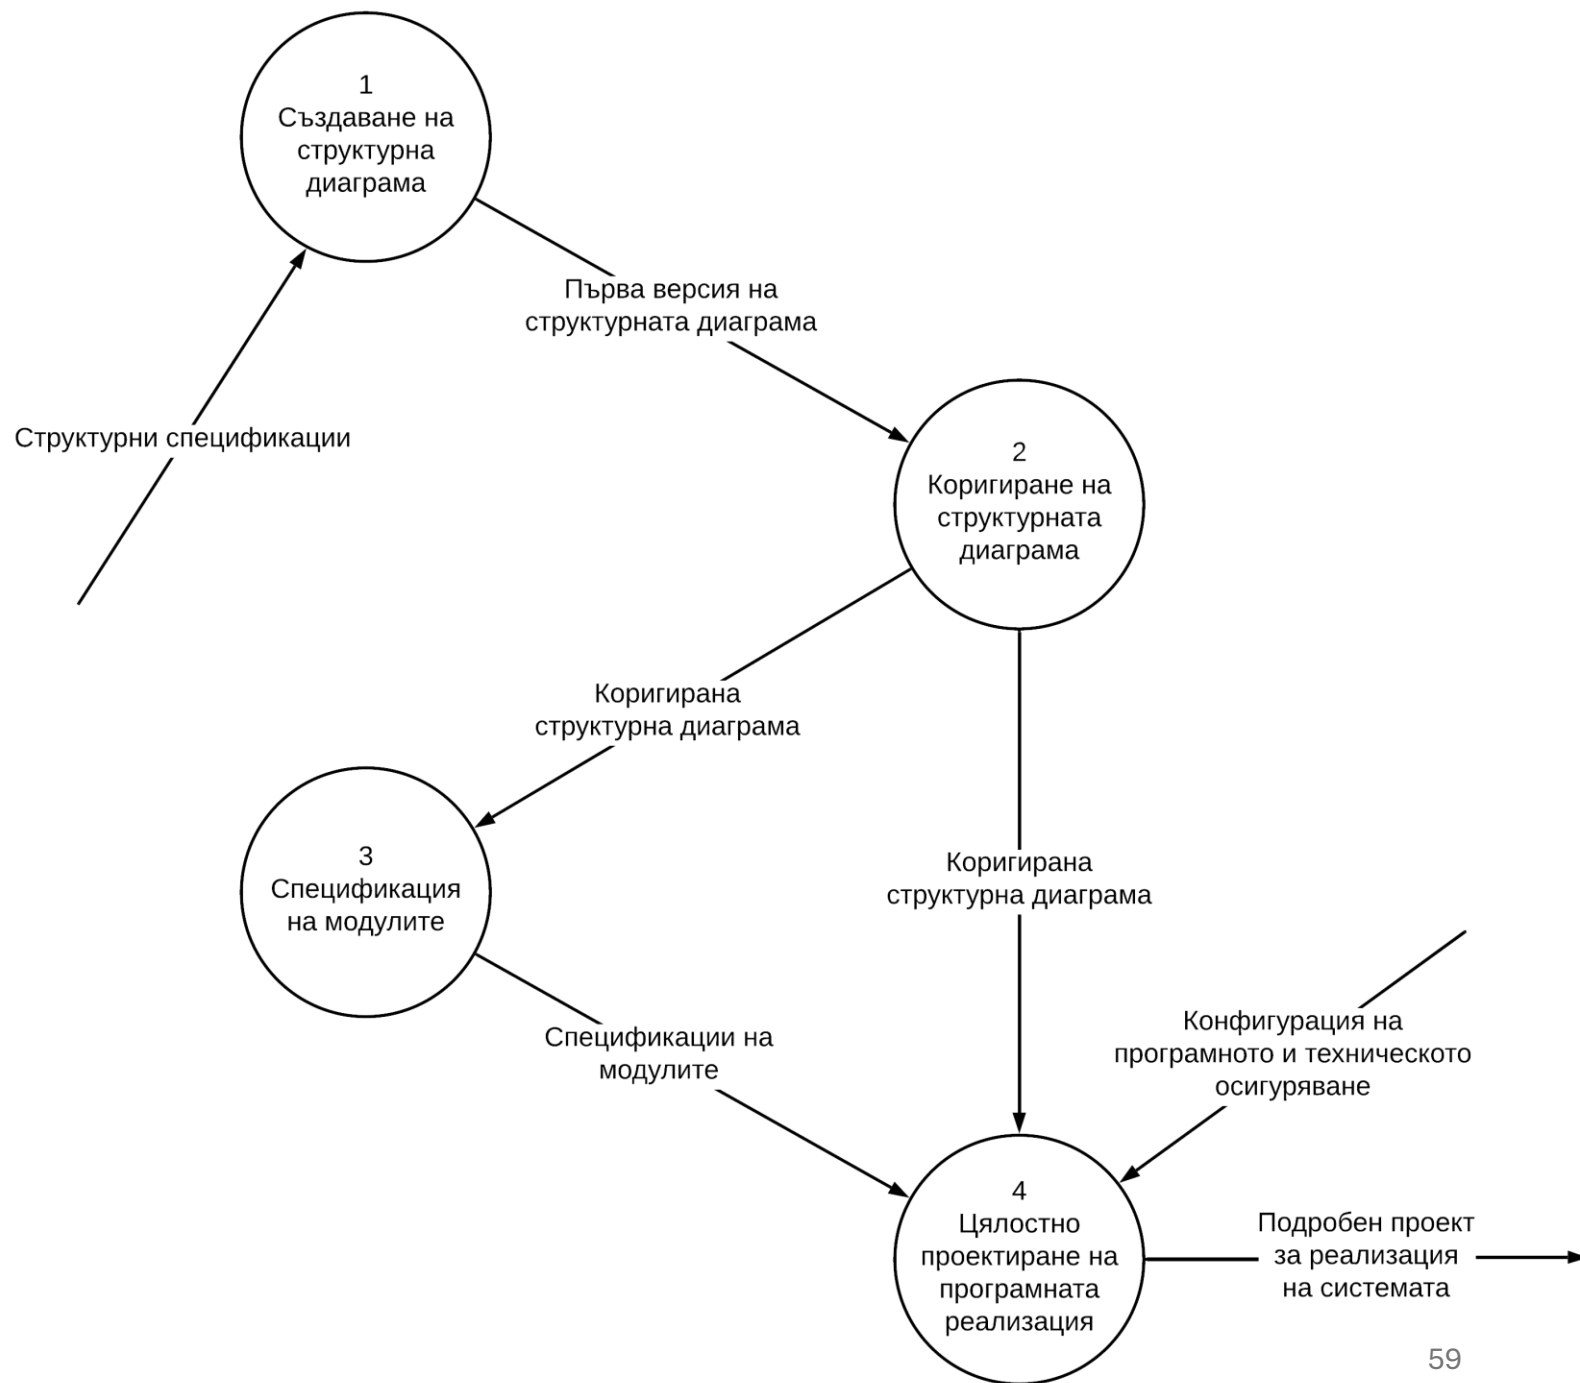 1
Създаване на
структурна
диаграма
Първа версия на
структурната диаграма
Структурни спецификации
2
Коригиране на
структурната
диаграма
Коригирана
структурна диаграма
3
Спецификация
на модулите
Коригирана
структурна диаграма
Спецификации на
модулите
Конфигурация на
програмното и техническото
осигуряване
4
Цялостно
проектиране на
програмната
реализация
Подробен проект
за реализация
на системата
59